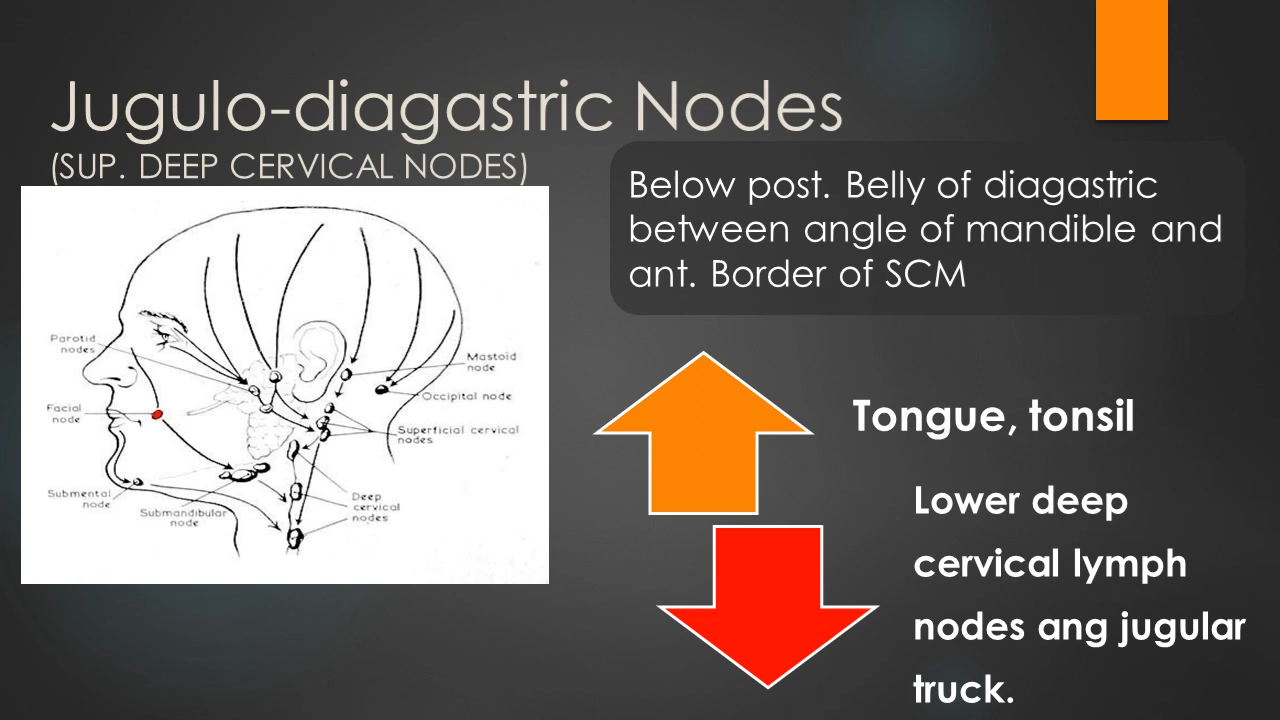 Jugulo-diagastric Nodes
(SUP. DEEP CERVICAL NODES)
Below post. Belly of diagastric
between angle of mandible and
ant. Border of SCM
Parotid
nodes
Mastoid
node
Occipital node
Facial
node
Superficial cervical
nodes
Submental
node
Submandibular
node
Deep
cervical
nodes
Tongue, tonsil
Lower deep
cervical lymph
nodes ang jugular
truck.